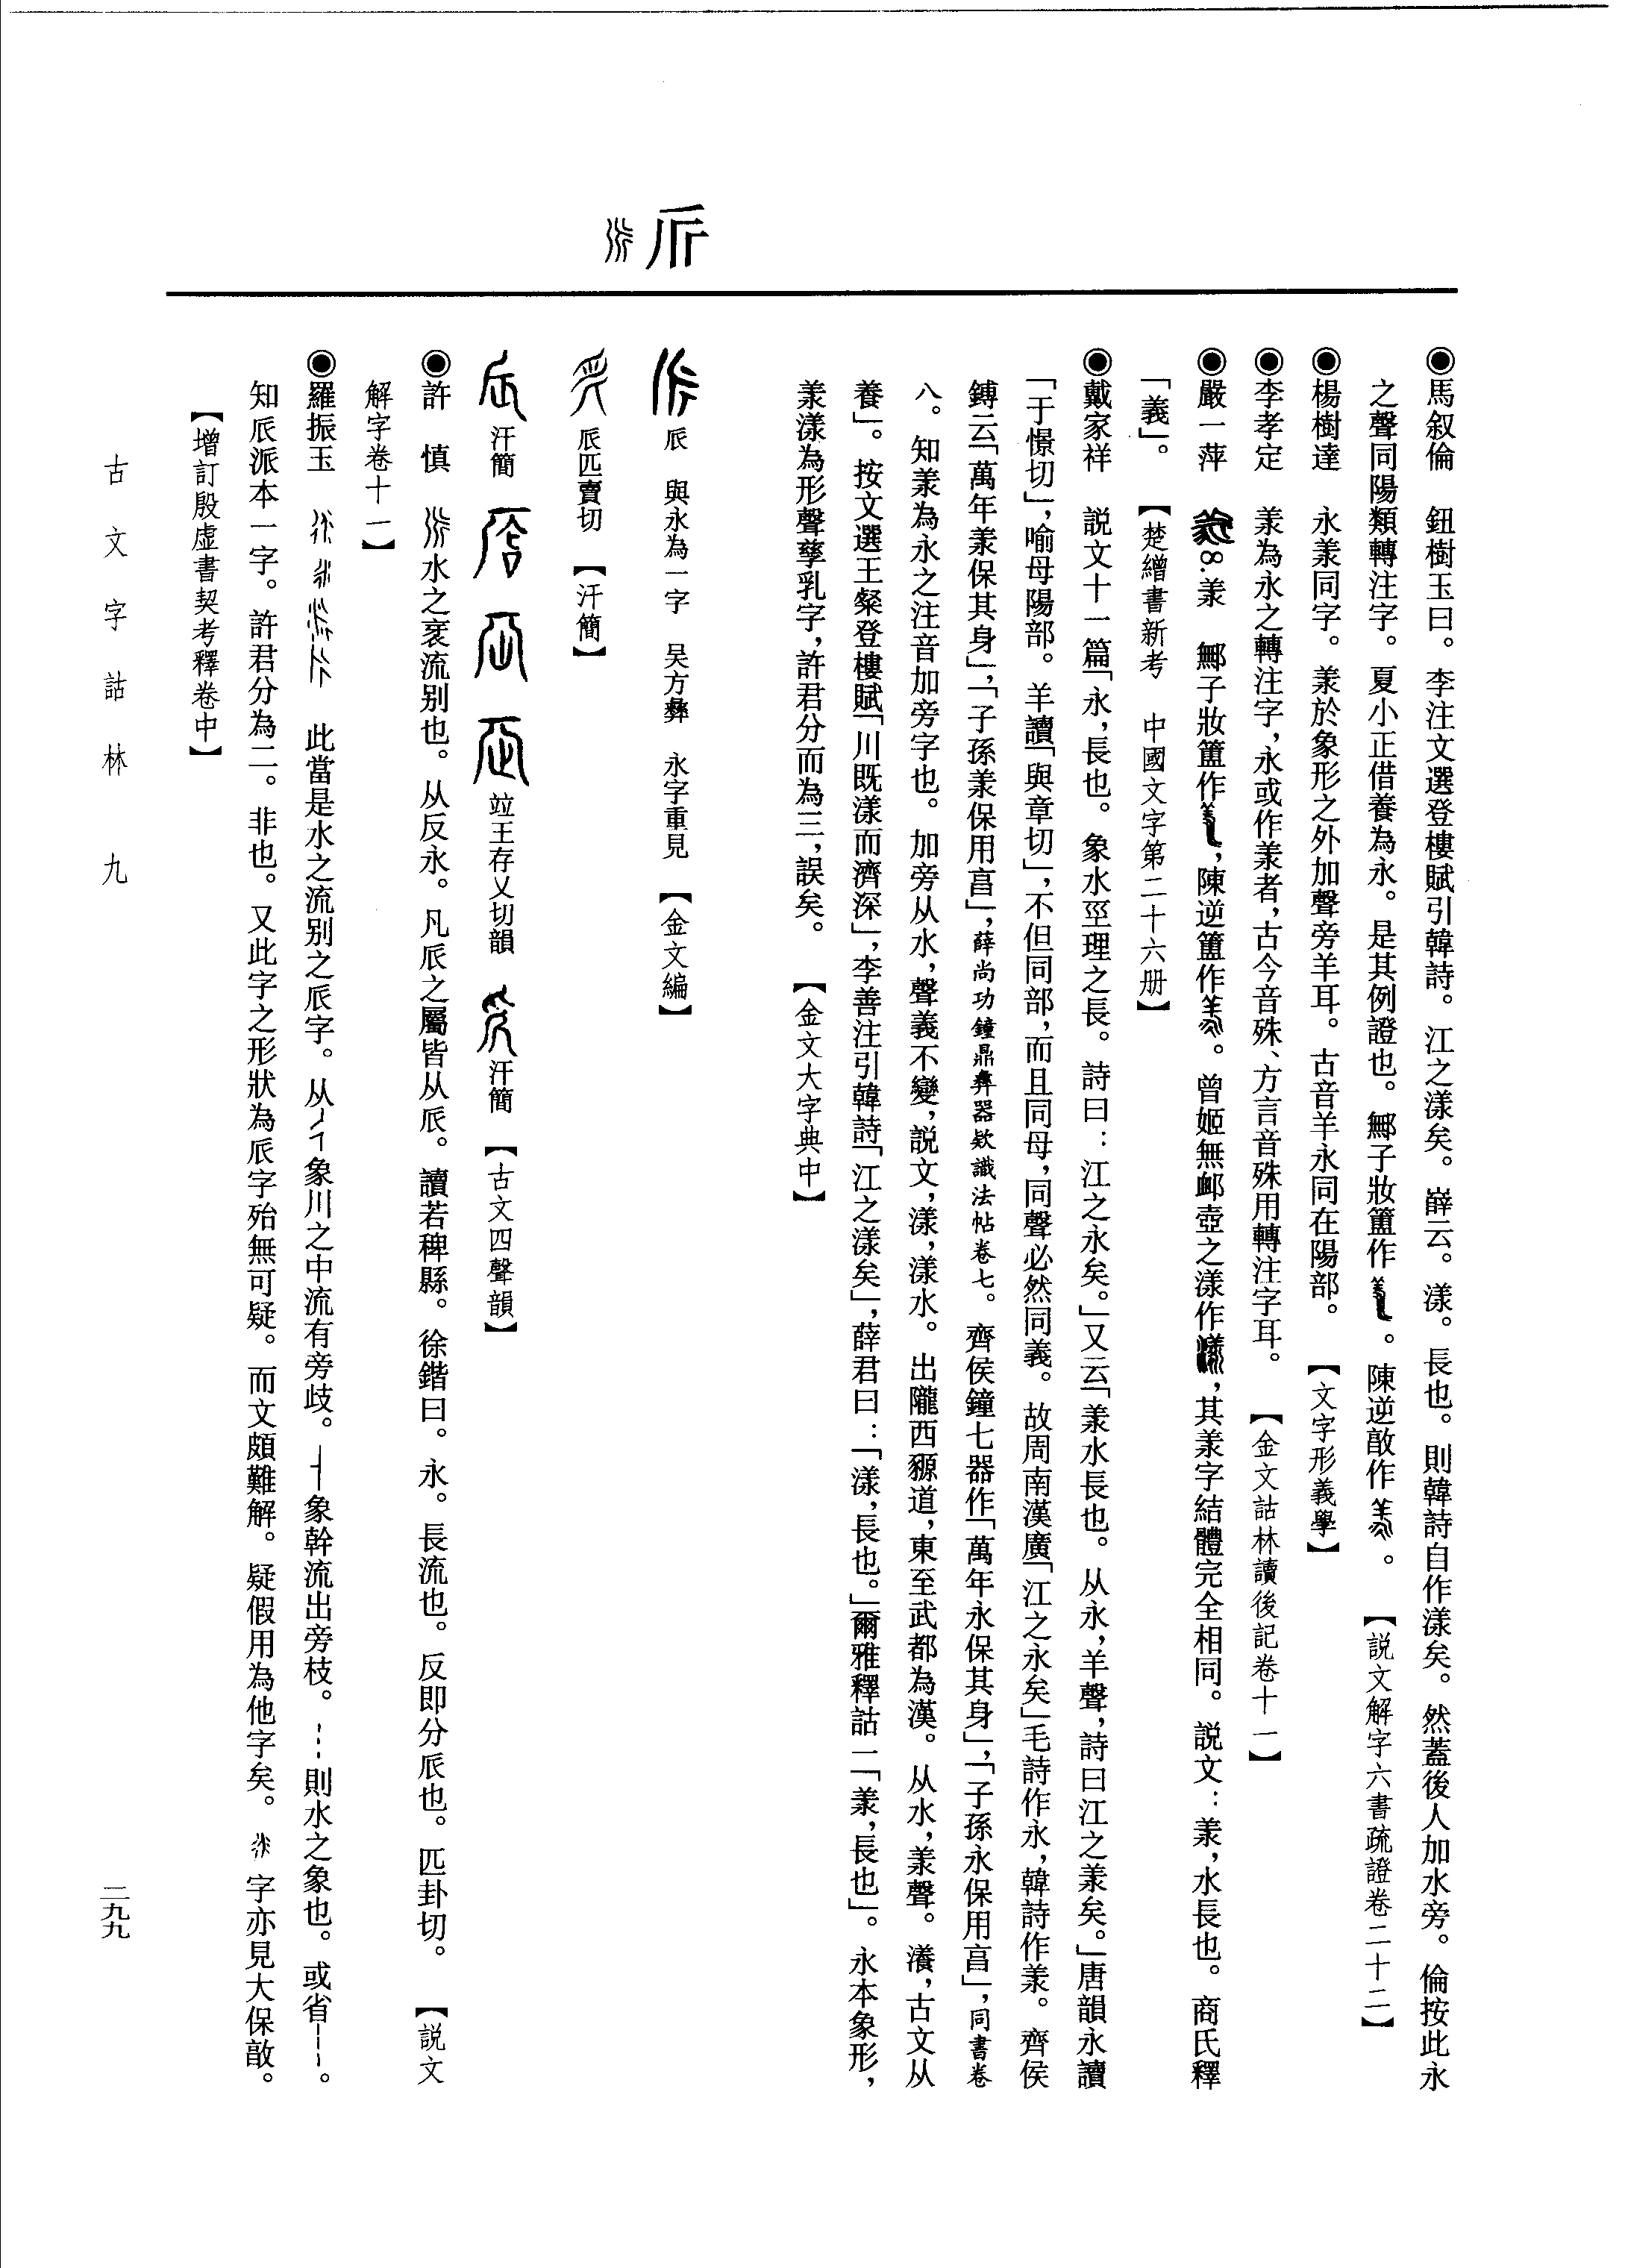 𠂢
◉馬叙倫　鈕樹玉曰。李注文選登樓賦引韓詩。江之漾矣。薛云。漾。長也。則韓詩自作漾矣。然蓋後人加水旁。倫按此永
之聲同陽類轉注字。夏小正借養為永。是其例證也。鄦子妝簠作。陳逆𣪘作。【説文解字六書疏證卷二十二】
◉楊樹達　永羕同字。羕於象形之外加聲旁羊耳。古音羊永同在陽部。【文字形義學】
◉李孝定　羕為永之轉注字，永或作羕者，古今音殊、方言音殊用轉注字耳。【金文詁林讀後記卷十一】
◉嚴一萍　8.羕　鄦子妝簠作，陳逆簠作。曾姬無卹壺之漾作，其羕字結體完全相同。説文：羕，水長也。商氏釋
「義」。【楚繒書新考　中國文字第二十六册】
◉戴家祥　説文十一篇「永，長也。象水巠理之長。詩曰：江之永矣。」又云「羕水長也。从永，羊聲，詩曰江之羕矣。」唐韻永讀
「于憬切」，喻母陽部。羊讀「與章切」，不但同部，而且同母，同聲必然同義。故周南漢廣「江之永矣」毛詩作永，韓詩作羕。齊侯
鎛云「萬年羕保其身」，「子孫羕保用亯」，薛尚功鐘鼎彝器欵識法帖卷七。齊侯鐘七器作「萬年永保其身」，「子孫永保用亯」，同書卷
八。知羕為永之注音加旁字也。加旁从水，聲義不變，説文，漾，漾水。出隴西豲道，東至武都為漢。从水，羕聲。瀁，古文从
養」。按文選王粲登樓賦「川既漾而濟深」，李善注引韓詩「江之漾矣」，薛君曰：「漾，長也。」爾雅釋詁二「羕，長也」。永本象形，
羕漾為形聲孳乳字，許君分而為三，誤矣。【金文大字典中】
𠂢　與永為一字　吴方彝　永字重見【金文編】
𠂢匹賣切【汗簡】
汗簡　竝王存乂切韻　汗簡【古文四聲韻】
◉許　慎　水之衺流别也。从反永。凡𠂢之屬皆从𠂢。讀若稗縣。徐鍇曰。永。長流也。反即分𠂢也。匹卦切。【説文
解字卷十一】
◉羅振玉　此當是水之流别之𠂢字。从象川之中流有旁歧。象幹流出旁枝。則水之象也。或省。
知𠂢派本一字。許君分為二。非也。又此字之形狀為𠂢字殆無可疑。而文頗難解。疑假用為他字矣。字亦見大保𣪘。
【增訂殷虚書契考釋卷中】
古文字詁林　九
二九九